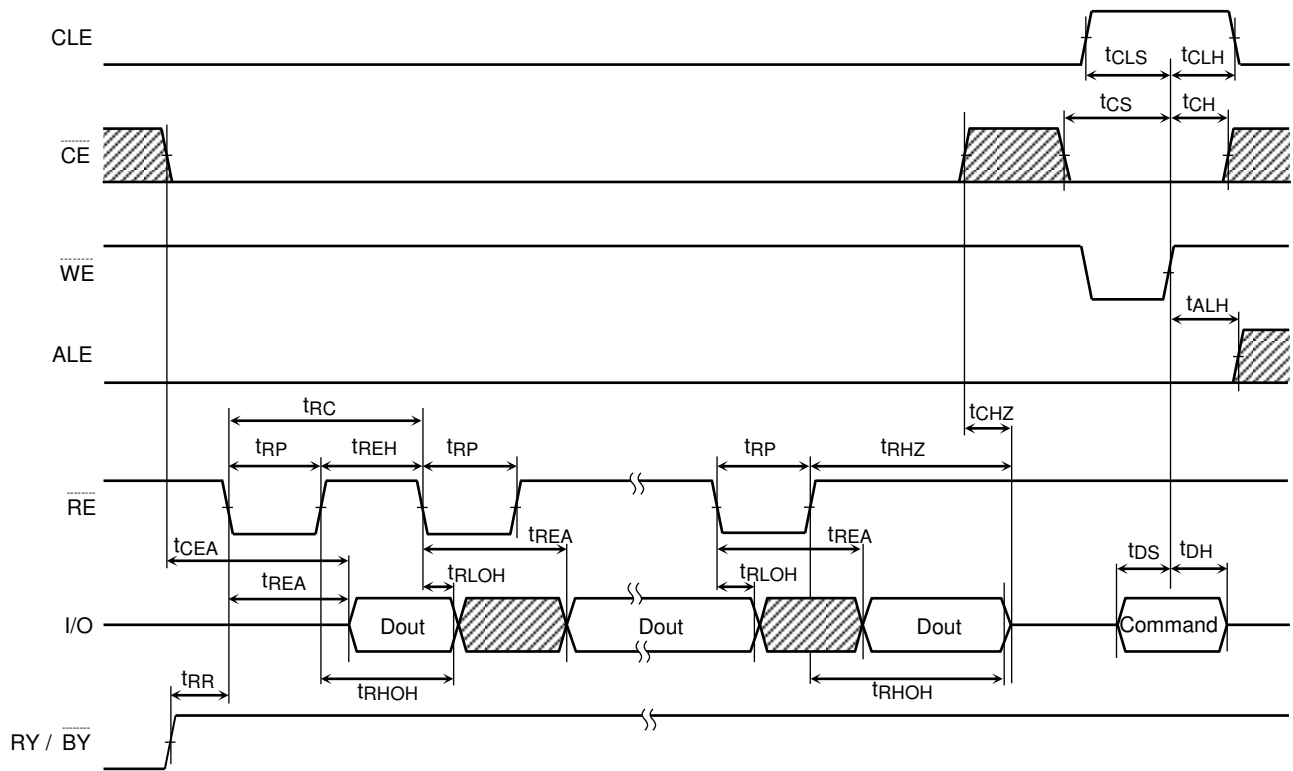 CLE
tCLS
tCLH
tCS
tCH
CE
WE
tALH
ALE
tRC
tCHZ
tRP
tREH
tRP
tRP
tRHZ
RE
tCEA
tREA
tREA
tDS
tDH
tREA
tRLOH
tRLOH
I/O
Dout
Dout
Dout
Command
tRR
tRHOH
tRHOH
RY / BY